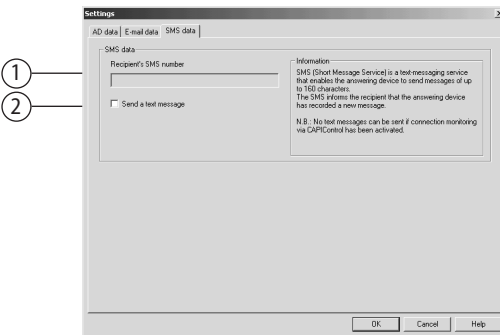 Settings
AD data E-mail data SMS data
SMS data
Recipient's SMS number
Send a text message
Information
SMS (Short Message Service) is a text-messaging service
that enables the answering device to send messages of up
to 160 characters.
The SMS informs the recipient that the answering device
has recorded a new message.
N.B.: No text messages can be sent if connection monitoring
via CAPIControl has been activated.
1
2
OK Cancel Help